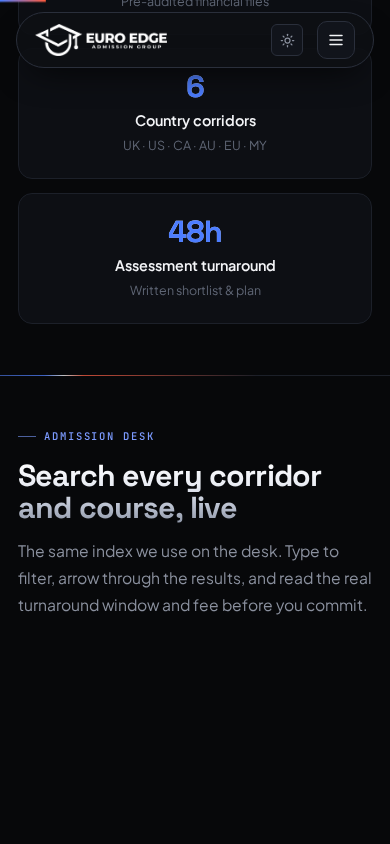 Pre-audited financial files
EURO EDGE
ADMISSION GROUP
6
Country corridors
UK · US · CA · AU · EU · MY
48h
Assessment turnaround
Written shortlist & plan
ADMISSION DESK
Search every corridor
and course, live
The same index we use on the desk. Type to
filter, arrow through the results, and read the real
turnaround window and fee before you commit.